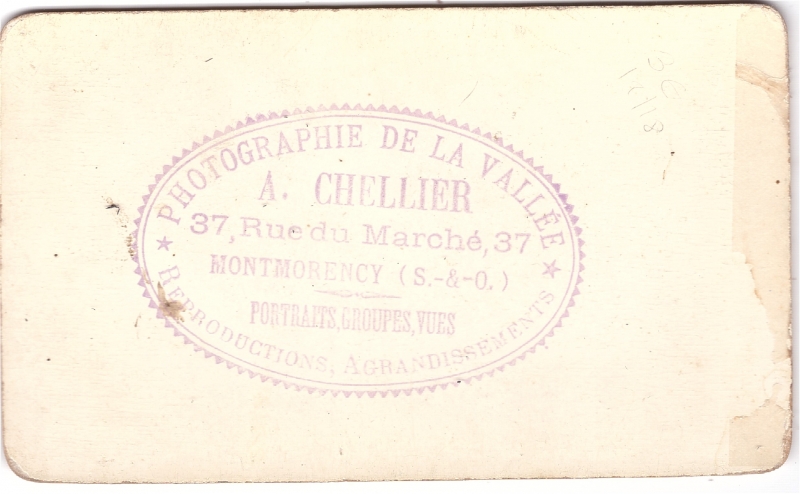 PHOTOGRAPHIE DE LA VALLÉE
A. CHELLIER
37, Rue du Marché, 37
MONTMORENCY (S.-&-O.)
PORTRAITS, GROUPES, VUES
REPRODUCTIONS, AGRANDISSEMENTS